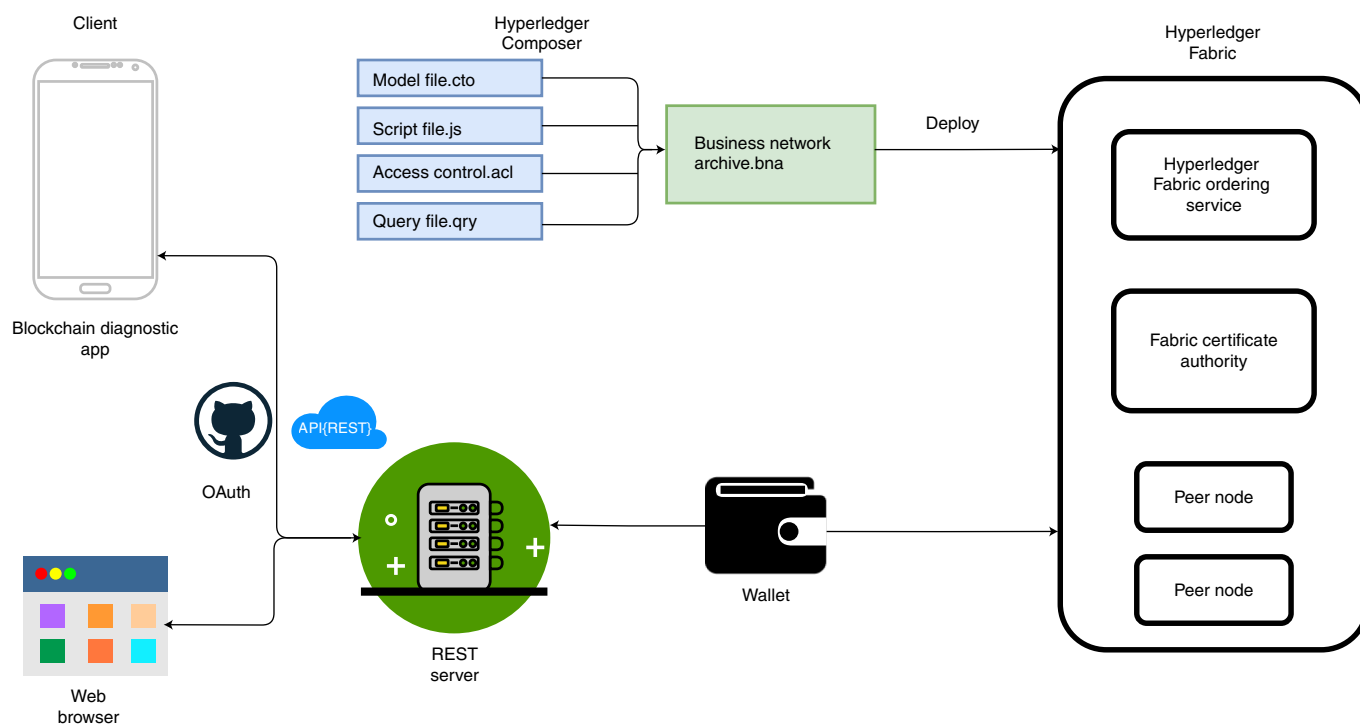 Client
Hyperledger
Composer
Hyperledger
Fabric
Model file.cto
Script file.js
Access control.acl
Query file.qry
Business network
archive.bna
Deploy
Hyperledger
Fabric ordering
service
Fabric certificate
authority
Peer node
Peer node
Blockchain diagnostic
app
API{REST}
OAuth
Wallet
REST
server
Web
browser